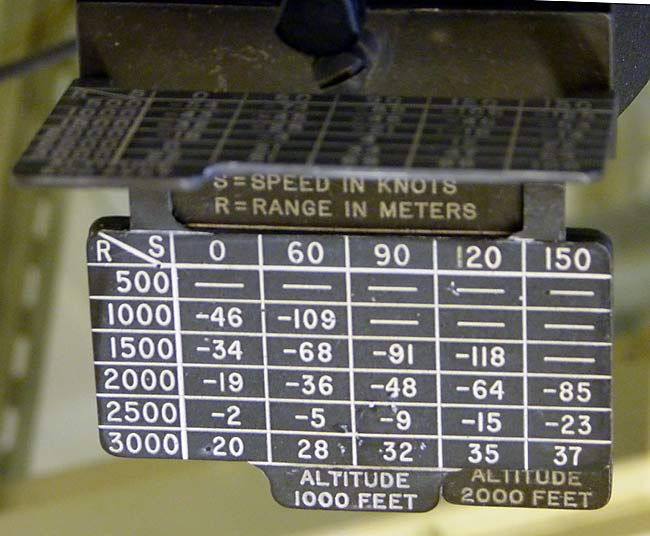 S=SPEED IN KNOTS
R=RANGE IN METERS
R S 0 60 90 120 150
500 — — — — —
1000 -46 -109 — — —
1500 -34 -68 -91 -118 —
2000 -19 -36 -48 -64 -85
2500 -2 -5 -9 -15 -23
3000 20 28 32 35 37
ALTITUDE
1000 FEET
ALTITUDE
2000 FEET